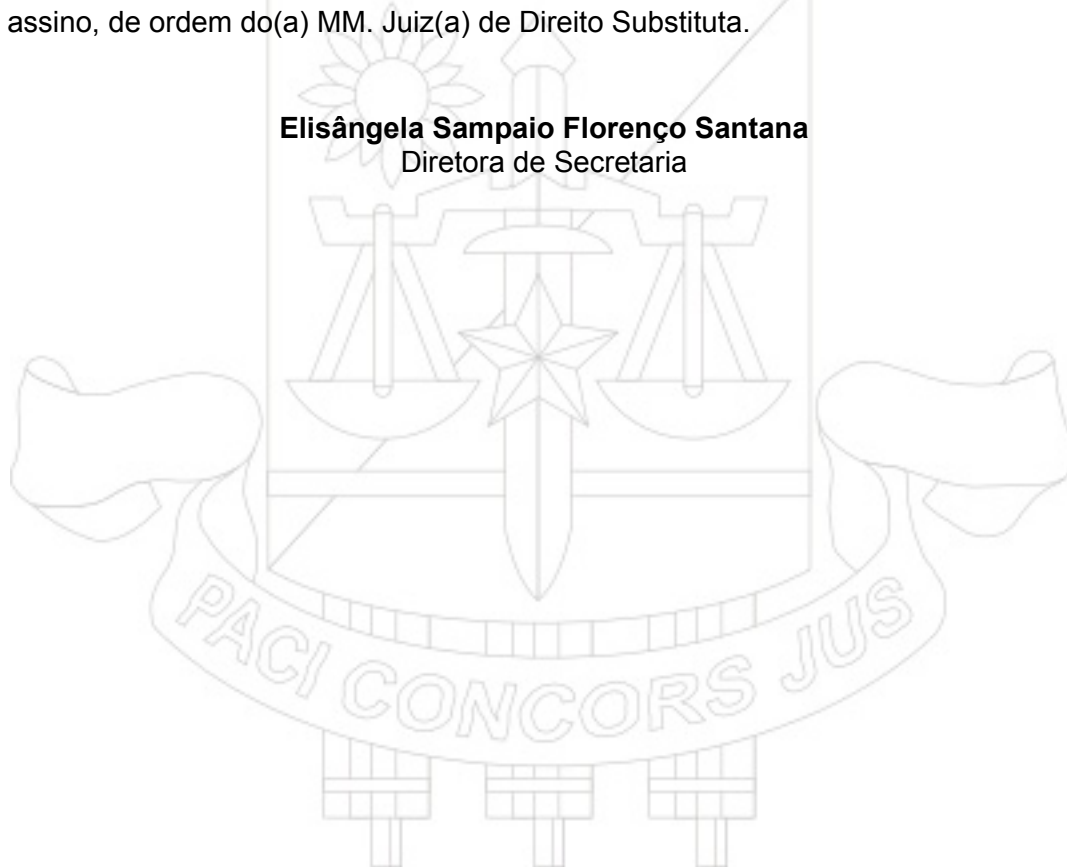 assino, de ordem do(a) MM. Juiz(a) de Direito Substituta.
Elisângela Sampaio Florenço Santana
Diretora de Secretaria
PACI CONCORS JUS